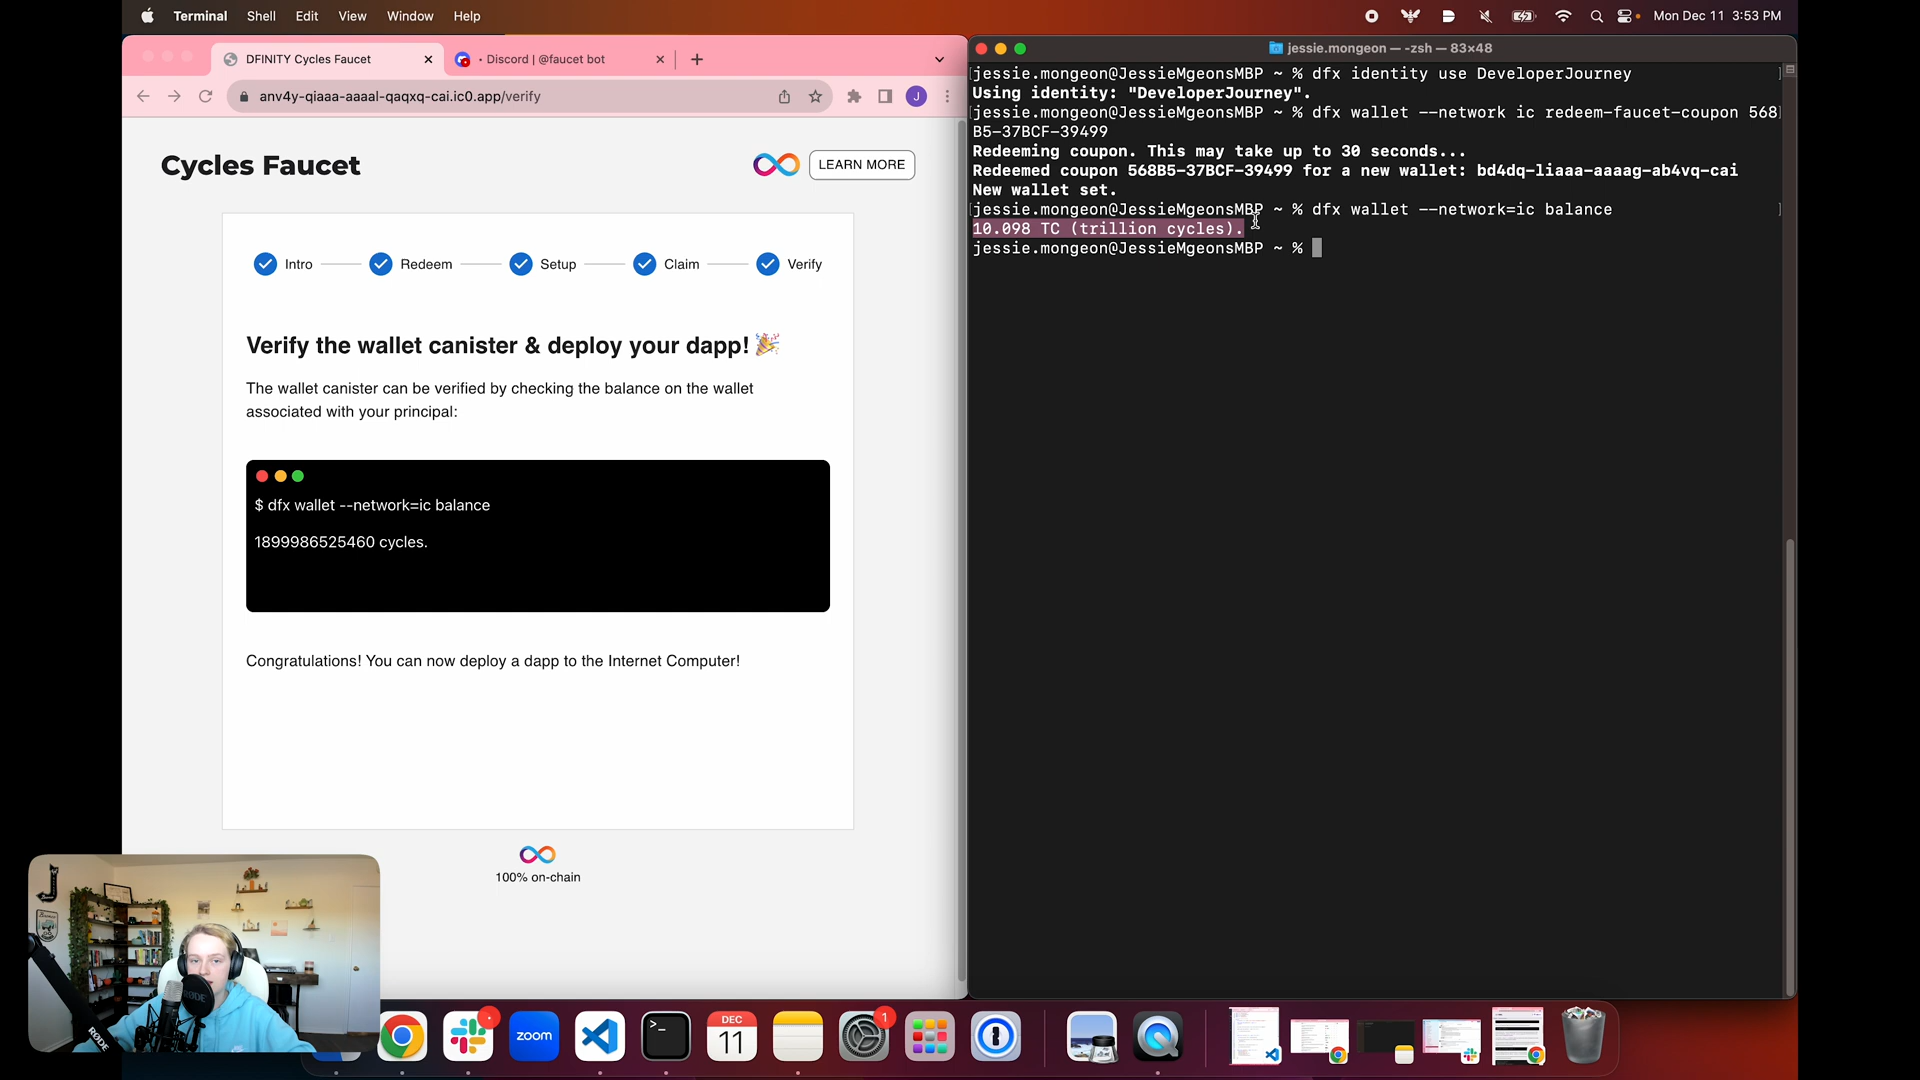 Terminal Shell Edit View Window Help
Mon Dec 11 3:53 PM
DFINITY Cycles Faucet
· Discord | @faucet bot
anv4y-qiaaa-aaaal-qaqxq-cai.ic0.app/verify
J
Cycles Faucet
LEARN MORE
Intro
Redeem
Setup
Claim
Verify
Verify the wallet canister & deploy your dapp! 🎉
The wallet canister can be verified by checking the balance on the wallet
associated with your principal:
$ dfx wallet --network=ic balance
1899986525460 cycles.
Congratulations! You can now deploy a dapp to the Internet Computer!
100% on-chain
jessie.mongeon — -zsh — 83×48
[jessie.mongeon@JessieMgeonsMBP ~ % dfx identity use DeveloperJourney ]
Using identity: "DeveloperJourney".
[jessie.mongeon@JessieMgeonsMBP ~ % dfx wallet --network ic redeem-faucet-coupon 568]
B5-37BCF-39499
Redeeming coupon. This may take up to 30 seconds...
Redeemed coupon 568B5-37BCF-39499 for a new wallet: bd4dq-liaaa-aaaag-ab4vq-cai
New wallet set.
[jessie.mongeon@JessieMgeonsMBP ~ % dfx wallet --network=ic balance ]
10.098 TC (trillion cycles).
jessie.mongeon@JessieMgeonsMBP ~ %
RØDE
RØDE
zoom
>_
DEC
11
1